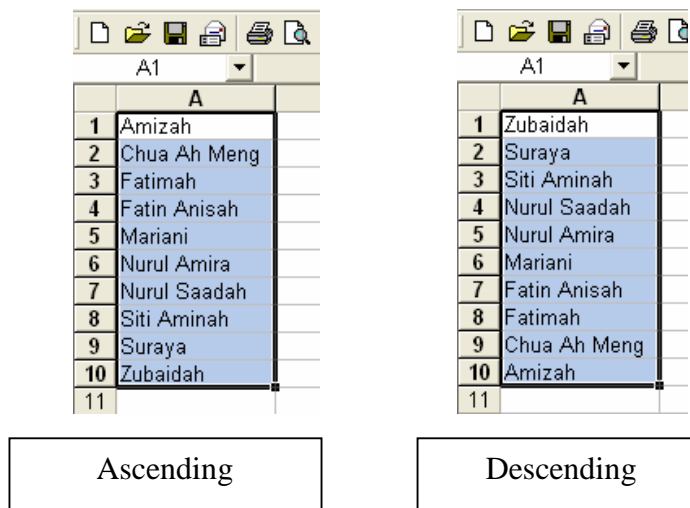 A1
A
1 Amizah
2 Chua Ah Meng
3 Fatimah
4 Fatin Anisah
5 Mariani
6 Nurul Amira
7 Nurul Saadah
8 Siti Aminah
9 Suraya
10 Zubaidah
11
Ascending
A1
A
1 Zubaidah
2 Suraya
3 Siti Aminah
4 Nurul Saadah
5 Nurul Amira
6 Mariani
7 Fatin Anisah
8 Fatimah
9 Chua Ah Meng
10 Amizah
11
Descending